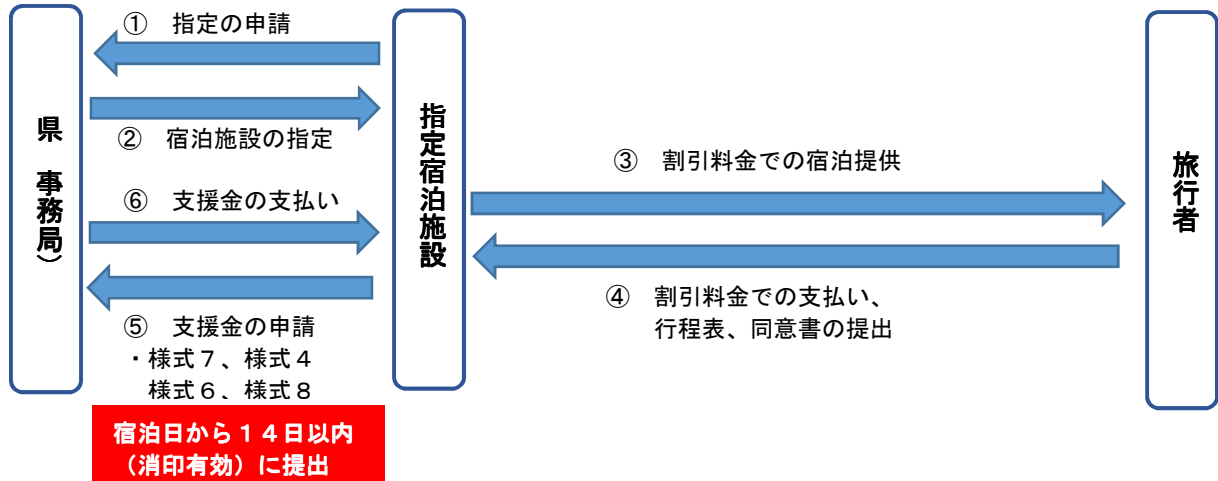 ① 指定の申請
② 宿泊施設の指定
⑥ 支援金の支払い
⑤ 支援金の申請
・様式７、様式４
様式６、様式８
宿泊日から１４日以内
（消印有効）に提出
県 事務局）
指定宿泊施設
③ 割引料金での宿泊提供
④ 割引料金での支払い、
行程表、同意書の提出
旅行者